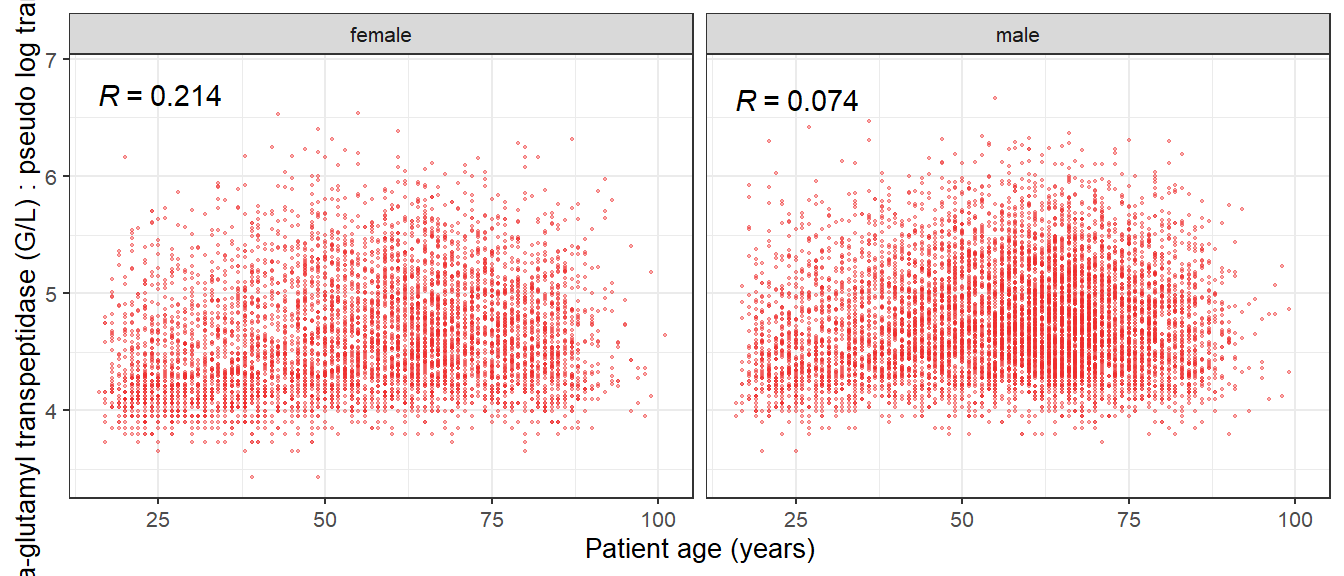 female
male
R = 0.214
R = 0.074
7
6
5
4
a-glutamyl transpeptidase (G/L) : pseudo log tra
25 50 75 100
25 50 75 100
Patient age (years)